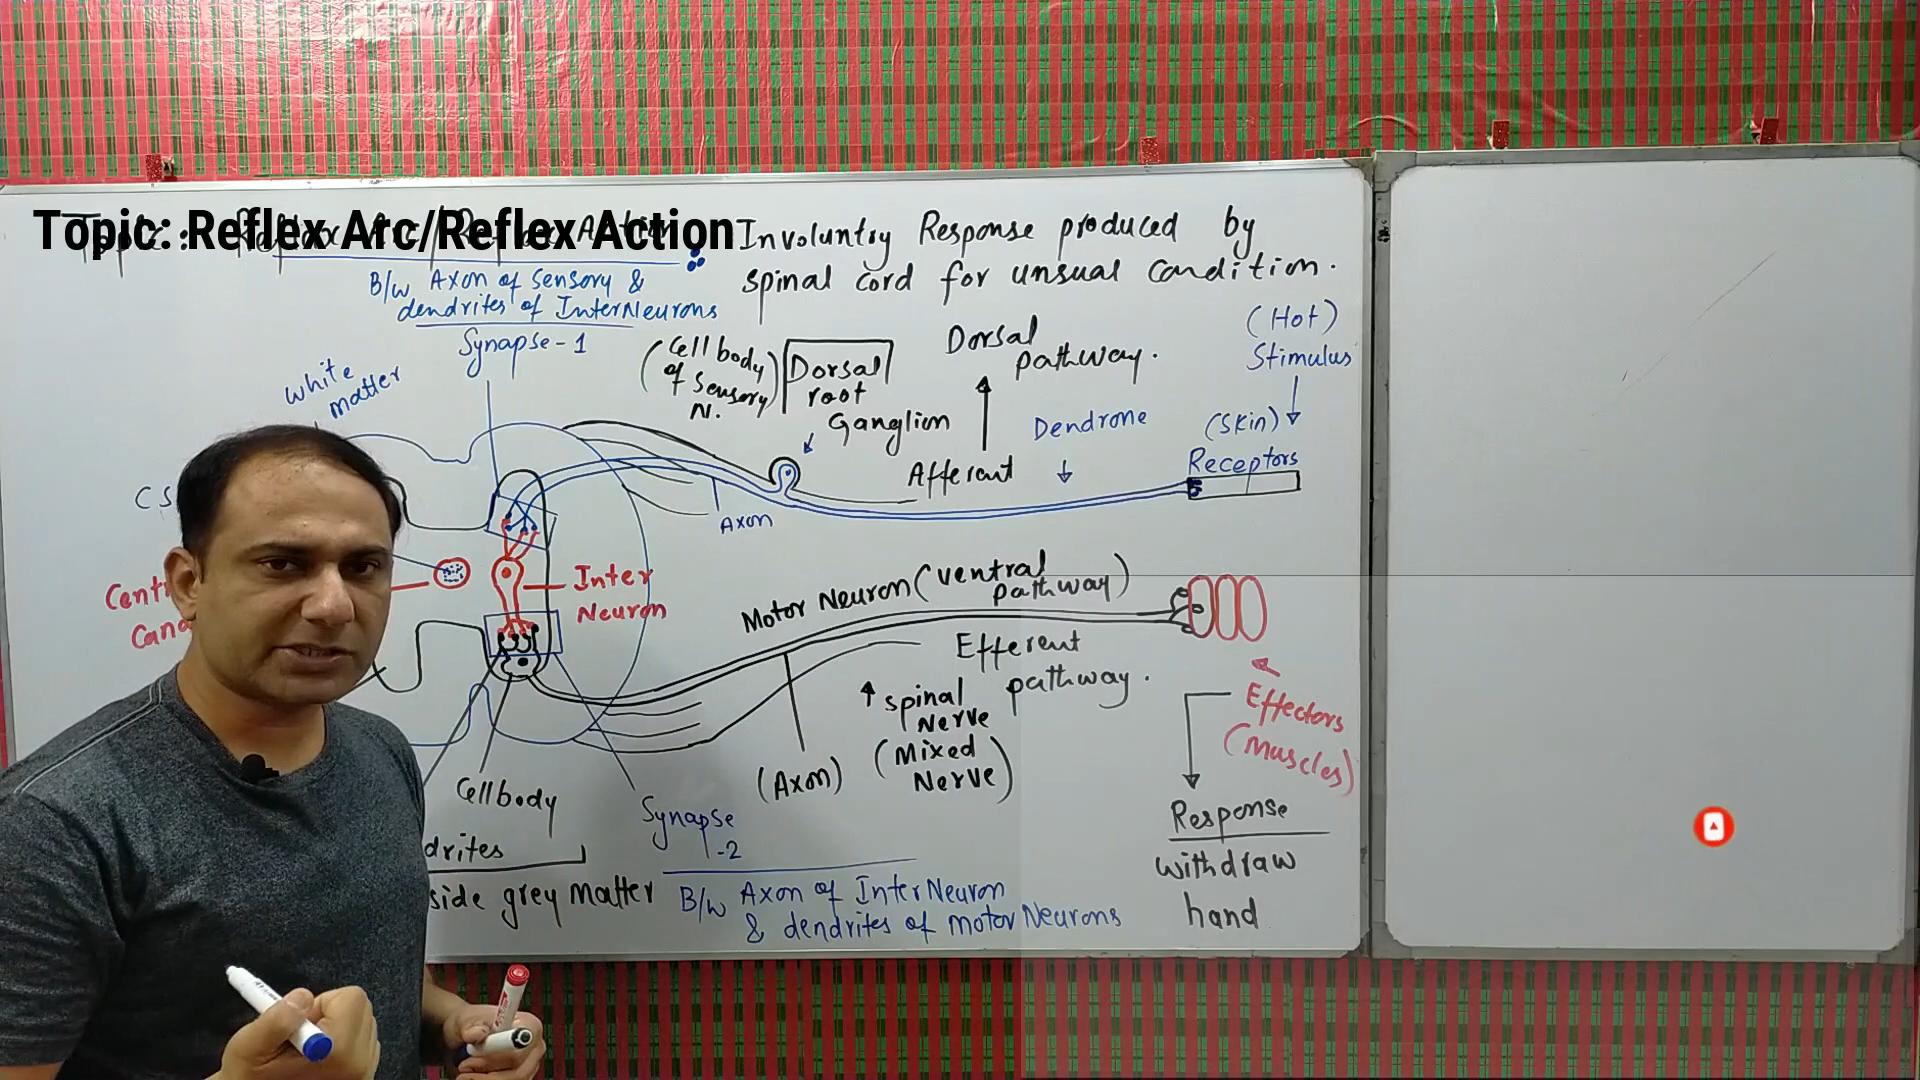 Topic: Reflex Arc/Reflex Action
Involuntry Response produced by
spinal cord for unsual condition.
B/w Axon of sensory &
dendrites of InterNeurons
Synapse-1
White
matter
(Cell body
of Sensory
N.)
Dorsal
root
Ganglion
Dorsal
pathway.
(Hot)
Stimulus
Dendrone
(Skin)
Receptors
Afferent
CS
Axon
Centr
Cana
Inter
Neuron
Motor Neuron (ventral
pathway)
Efferent
pathway.
spinal
Nerve
(Mixed
Nerve)
Effectors
(Muscles)
(Axon)
Cellbody
Synapse
-2
Response
withdraw
hand
drites
side grey matter
B/w Axon of InterNeuron
& dendrites of motor Neurons